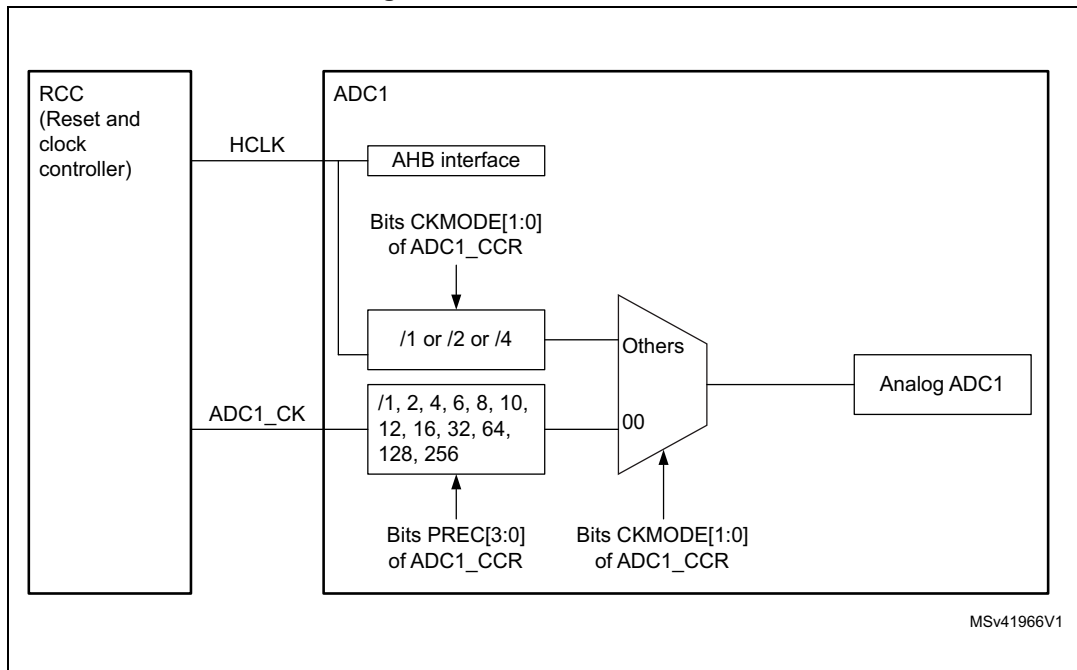 RCC
(Reset and
clock
controller)
HCLK
ADC1_CK
ADC1
AHB interface
Bits CKMODE[1:0]
of ADC1_CCR
/1 or /2 or /4
/1, 2, 4, 6, 8, 10,
12, 16, 32, 64,
128, 256
Bits PREC[3:0]
of ADC1_CCR
Others
00
Bits CKMODE[1:0]
of ADC1_CCR
Analog ADC1
MSv41966V1